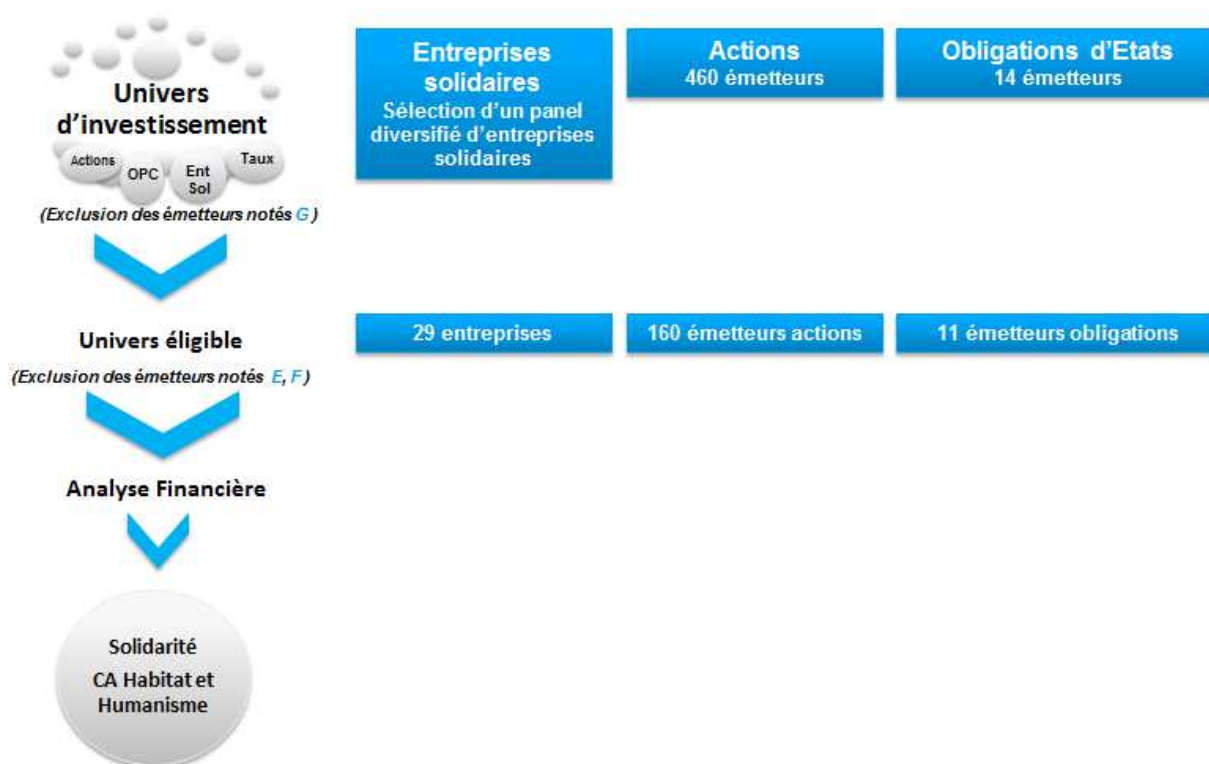 Univers
d'investissement
Actions
OPC
Ent
Sol
Taux
(Exclusion des émetteurs notés G )
Entreprises
solidaires
Sélection d'un panel
diversifié d'entreprises
solidaires
Actions
460 émetteurs
Obligations d'Etats
14 émetteurs
Univers éligible
(Exclusion des émetteurs notés E, F )
29 entreprises
160 émetteurs actions
11 émetteurs obligations
Analyse Financière
Solidarité
CA Habitat et
Humanisme